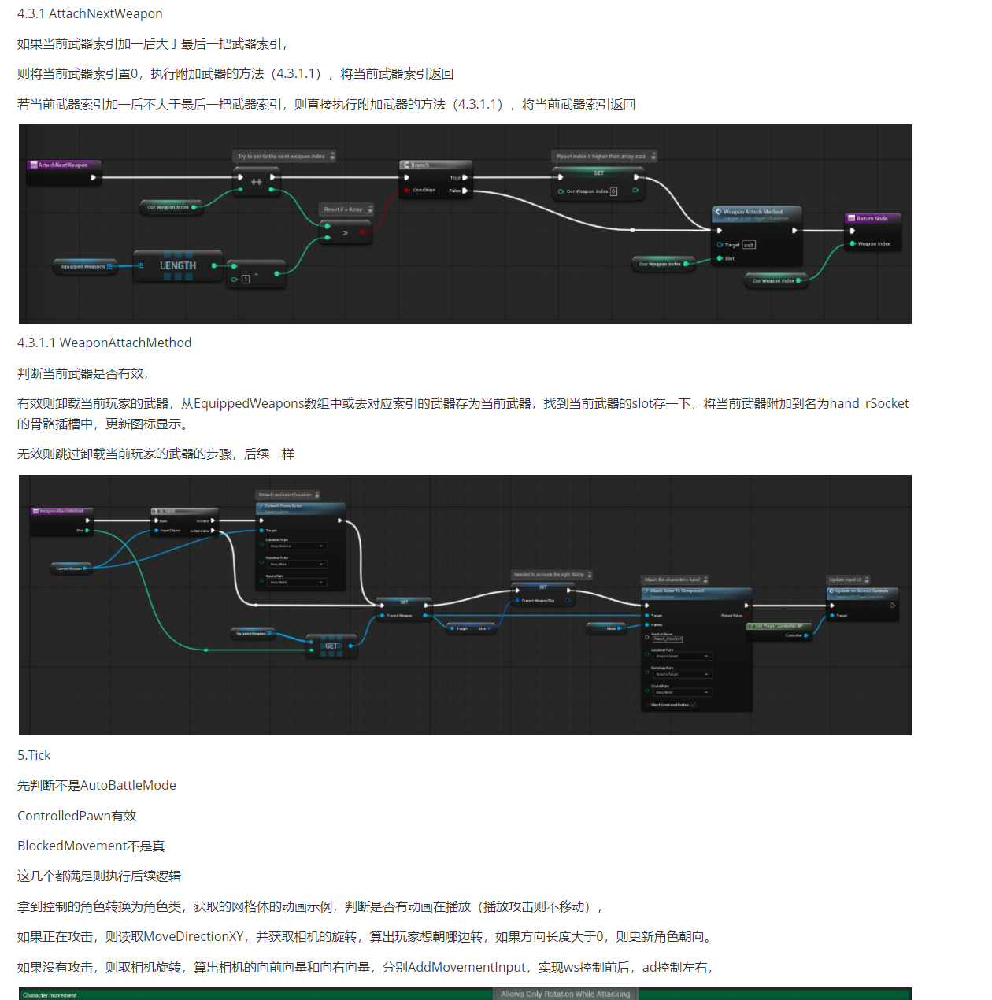 4.3.1 AttachNextWeapon
如果当前武器索引加一后大于最后一把武器索引，
则将当前武器索引置0，执行附加武器的方法（4.3.1.1），将当前武器索引返回
若当前武器索引加一后不大于最后一把武器索引，则直接执行附加武器的方法（4.3.1.1），将当前武器索引返回
Try to set to the next weapon index
Reset index if higher than array size
AttachNextWeapon
Branch
SET
++
True
Condition
False
Cur Weapon Index 0
Cur Weapon Index
Reset if > Array
Weapon Attach Method
Target is BP Player Character
Return Node
>
Target self
Weapon Index
Equipped Weapons
LENGTH
1 -
Slot
Cur Weapon Index
Cur Weapon Index
4.3.1.1 WeaponAttachMethod
判断当前武器是否有效，
有效则卸载当前玩家的武器，从EquippedWeapons数组中或去对应索引的武器存为当前武器，找到当前武器的slot存一下，将当前武器附加到名为hand_rSocket
的骨骼插槽中，更新图标显示。
无效则跳过卸载当前玩家的武器的步骤，后续一样
Detach and reset location
WeaponAttachMethod
Is Valid
Detach From Actor
Target is Actor
Exec
Is Valid
Slot
Input Object
Is Not Valid
Target
Location Rule
Keep Relative
Rotation Rule
Keep World
Scale Rule
Keep World
Current Weapon
Needed to activate the right Ability
SET
Current Weapon Slot
Attach the character's hand
Attach Actor To Component
Target is Actor
Update input UI
Update on Screen Controls
SET
Current Weapon
Target
Return Value
Target
Equipped Weapons
GET
Target
Slot
Mesh
Parent
Get Player Controller BP
Controller
Socket Name
hand_rSocket
Location Rule
Snap to Target
Rotation Rule
Snap to Target
Scale Rule
Keep World
Weld Simulated Bodies
5.Tick
先判断不是AutoBattleMode
ControlledPawn有效
BlockedMovement不是真
这几个都满足则执行后续逻辑
拿到控制的角色转换为角色类，获取的网格体的动画示例，判断是否有动画在播放（播放攻击则不移动），
如果正在攻击，则读取MoveDirectionXY，并获取相机的旋转，算出玩家想朝哪边转，如果方向长度大于0，则更新角色朝向。
如果没有攻击，则取相机旋转，算出相机的向前向量和向右向量，分别AddMovementInput，实现ws控制前后，ad控制左右，
Character movement
Allows Only Rotation While Attacking